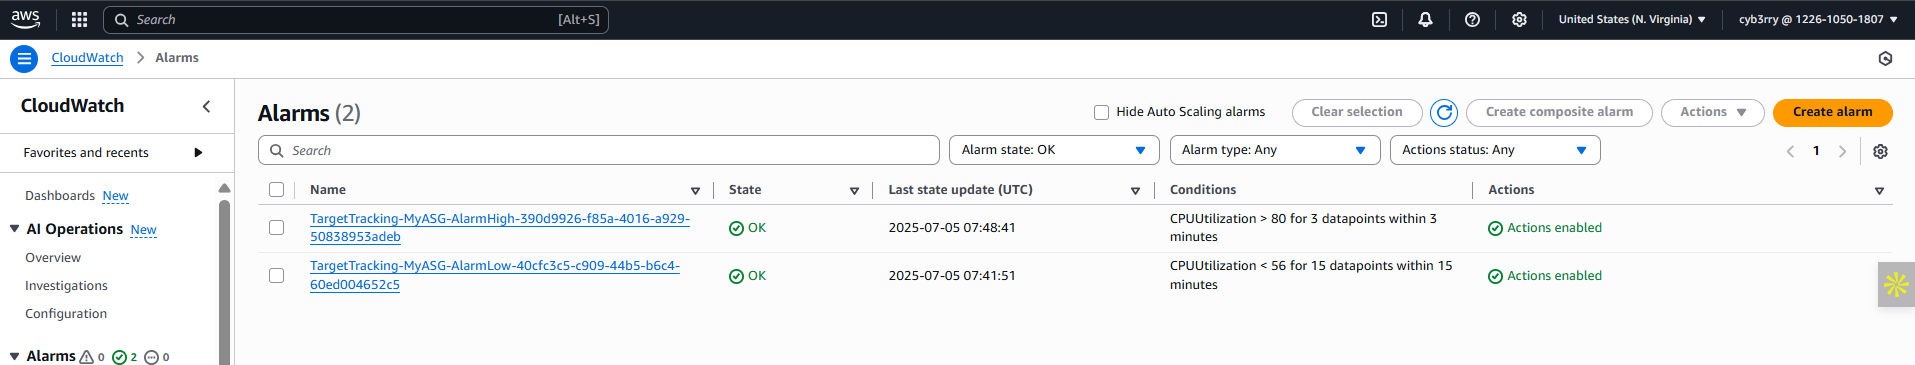 aws
Search [Alt+S]
United States (N. Virginia)
cyb3rry @ 1226-1050-1807
CloudWatch
Alarms
CloudWatch
Favorites and recents
Dashboards New
AI Operations New
Overview
Investigations
Configuration
Alarms 0 2 0
Alarms (2)
Hide Auto Scaling alarms
Clear selection
Create composite alarm
Actions
Create alarm
Search
Alarm state: OK
Alarm type: Any
Actions status: Any
1
Name State Last state update (UTC) Conditions Actions
TargetTracking-MyASG-AlarmHigh-390d9926-f85a-4016-a929-
50838953adeb
OK
2025-07-05 07:48:41
CPUUtilization > 80 for 3 datapoints within 3
minutes
Actions enabled
TargetTracking-MyASG-AlarmLow-40cfc3c5-c909-44b5-b6c4-
60ed004652c5
OK
2025-07-05 07:41:51
CPUUtilization < 56 for 15 datapoints within 15
minutes
Actions enabled